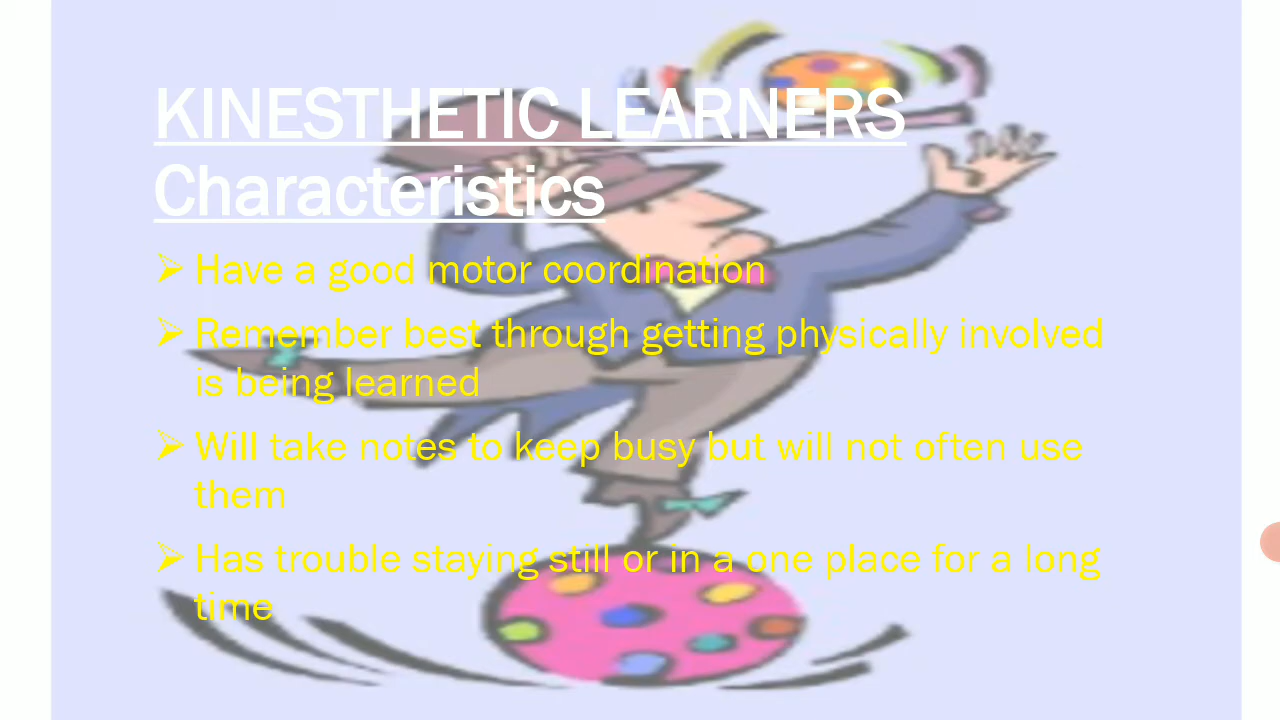 KINESTHETIC LEARNERS
Characteristics
➢ Have a good motor coordination
➢ Remember best through getting physically involved
is being learned
➢ Will take notes to keep busy but will not often use
them
➢ Has trouble staying still or in a one place for a long
time